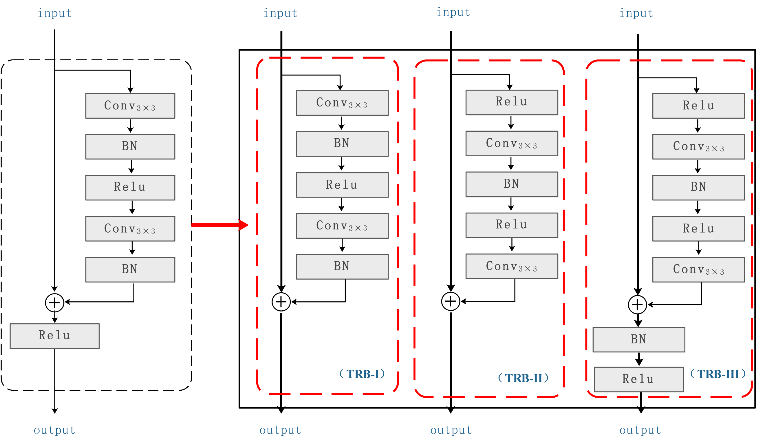 input
Conv3×3
BN
Relu
Conv3×3
BN
Relu
output
input
Conv3×3
BN
Relu
Conv3×3
BN
(TRB-I)
output
input
Relu
Conv3×3
BN
Relu
Conv3×3
(TRB-II)
output
input
Relu
Conv3×3
BN
Relu
Conv3×3
BN
Relu
(TRB-III)
output